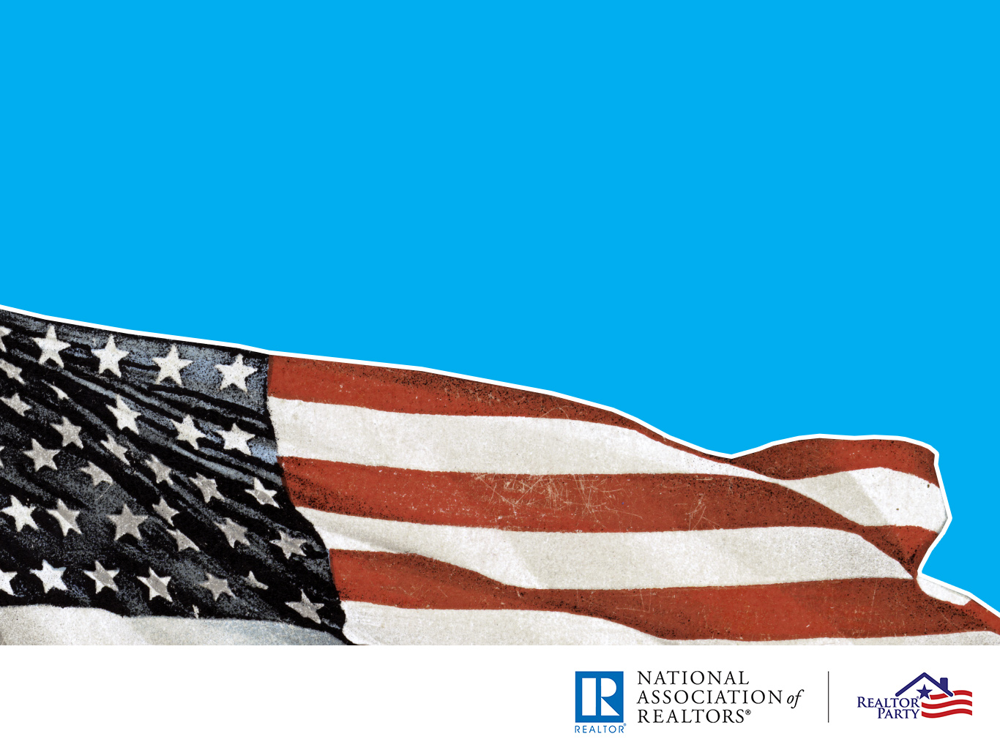 NATIONAL
ASSOCIATION of
REALTORS®
REALTOR®
REALTOR®
PARTY